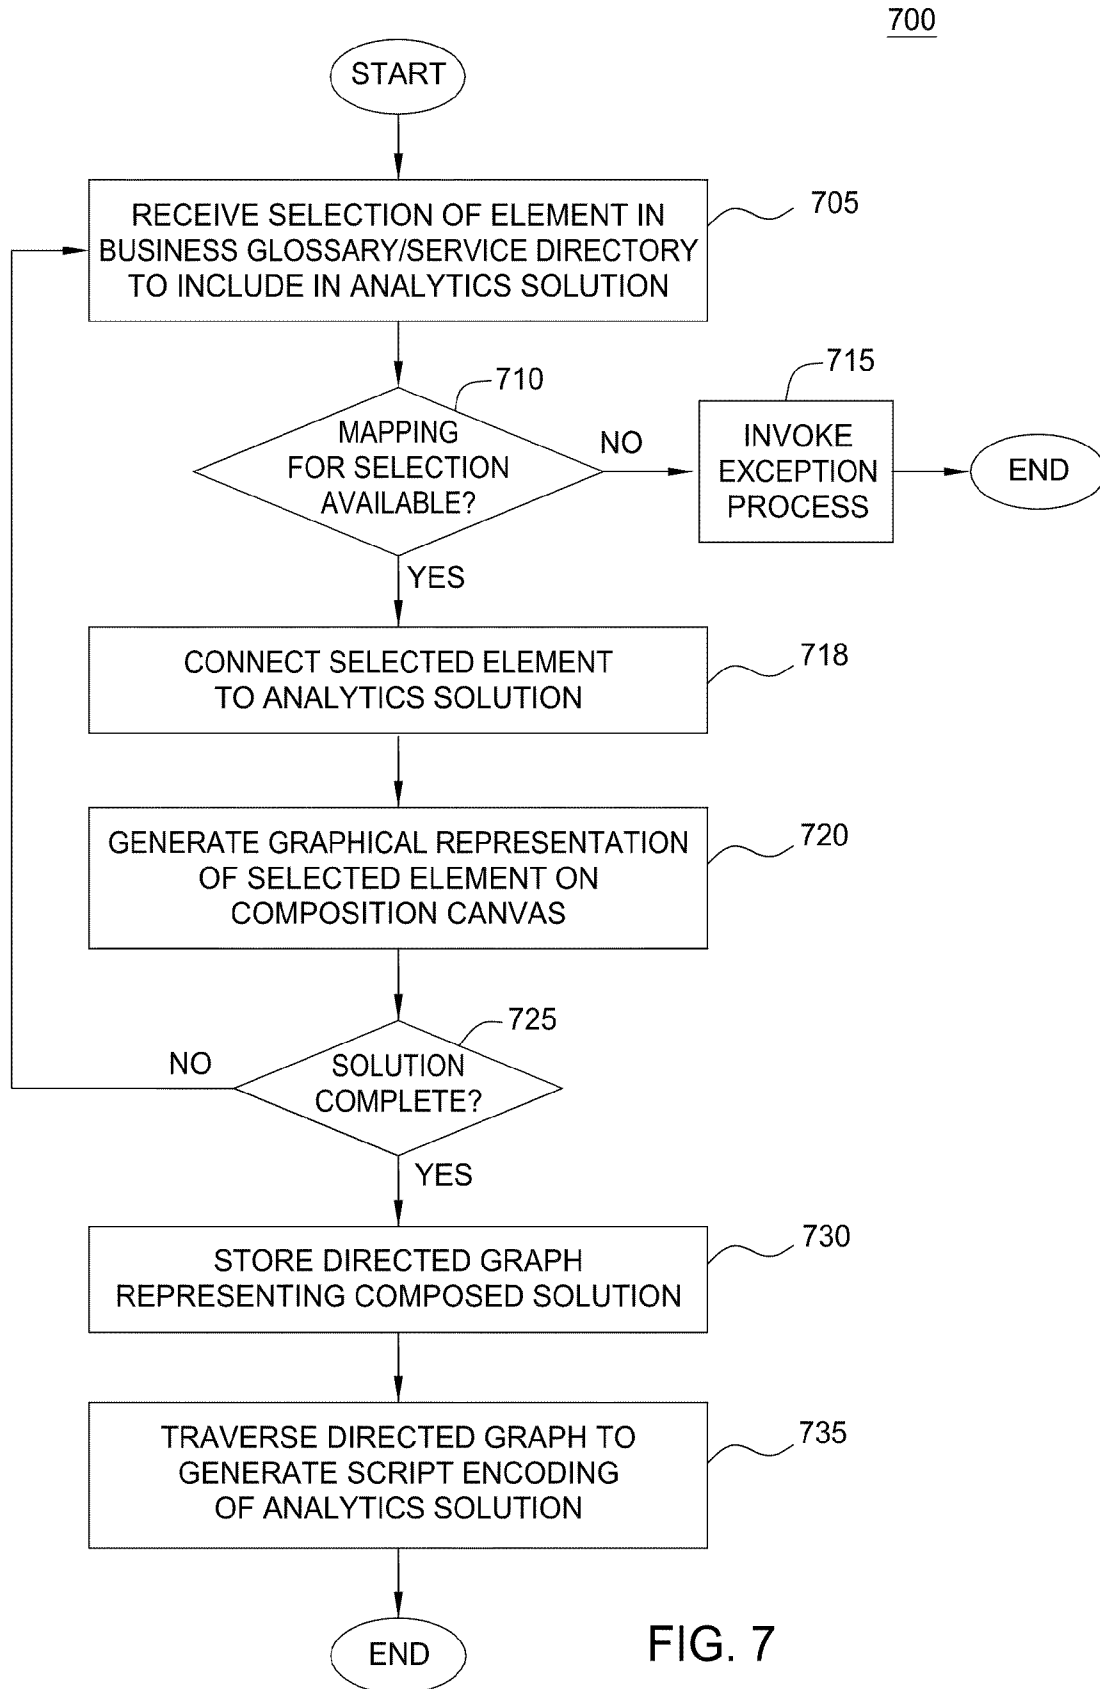 700
START
RECEIVE SELECTION OF ELEMENT IN
BUSINESS GLOSSARY/SERVICE DIRECTORY
TO INCLUDE IN ANALYTICS SOLUTION
705
710
MAPPING
FOR SELECTION
AVAILABLE?
NO
715
INVOKE
EXCEPTION
PROCESS
END
YES
CONNECT SELECTED ELEMENT
TO ANALYTICS SOLUTION
718
GENERATE GRAPHICAL REPRESENTATION
OF SELECTED ELEMENT ON
COMPOSITION CANVAS
720
725
SOLUTION
COMPLETE?
NO
YES
STORE DIRECTED GRAPH
REPRESENTING COMPOSED SOLUTION
730
TRAVERSE DIRECTED GRAPH TO
GENERATE SCRIPT ENCODING
OF ANALYTICS SOLUTION
735
END
FIG. 7